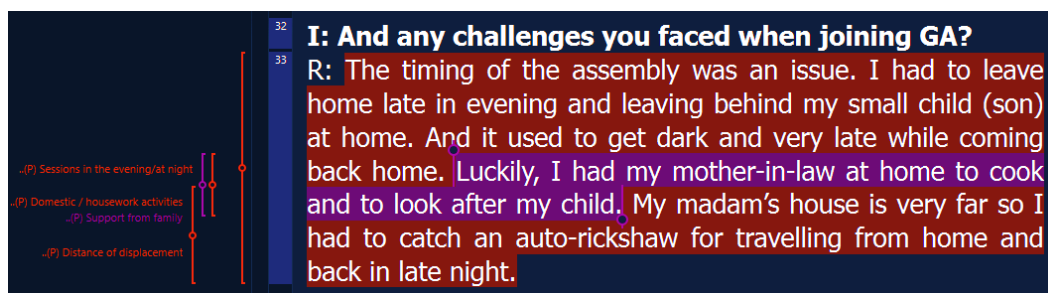 32
I: And any challenges you faced when joining GA?
33
R: The timing of the assembly was an issue. I had to leave
home late in evening and leaving behind my small child (son)
at home. And it used to get dark and very late while coming
back home. Luckily, I had my mother-in-law at home to cook
and to look after my child. My madam’s house is very far so I
had to catch an auto-rickshaw for travelling from home and
back in late night.
..(P) Sessions in the evening/at night
..(P) Domestic / housework activities
..(P) Support from family
..(P) Distance of displacement